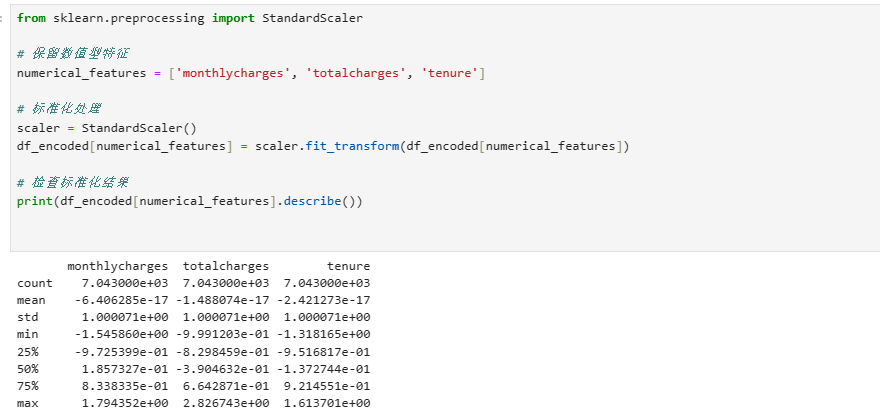 from sklearn.preprocessing import StandardScaler
# 保留数值型特征
numerical_features = ['monthlycharges', 'totalcharges', 'tenure']
# 标准化处理
scaler = StandardScaler()
df_encoded[numerical_features] = scaler.fit_transform(df_encoded[numerical_features])
# 检查标准化结果
print(df_encoded[numerical_features].describe())
monthlycharges totalcharges tenure
count 7.043000e+03 7.043000e+03 7.043000e+03
mean -6.406285e-17 -1.488074e-17 -2.421273e-17
std 1.000071e+00 1.000071e+00 1.000071e+00
min -1.545860e+00 -9.991203e-01 -1.318165e+00
25% -9.725399e-01 -8.298459e-01 -9.516817e-01
50% 1.857327e-01 -3.904632e-01 -1.372744e-01
75% 8.338335e-01 6.642871e-01 9.214551e-01
max 1.794352e+00 2.826743e+00 1.613701e+00